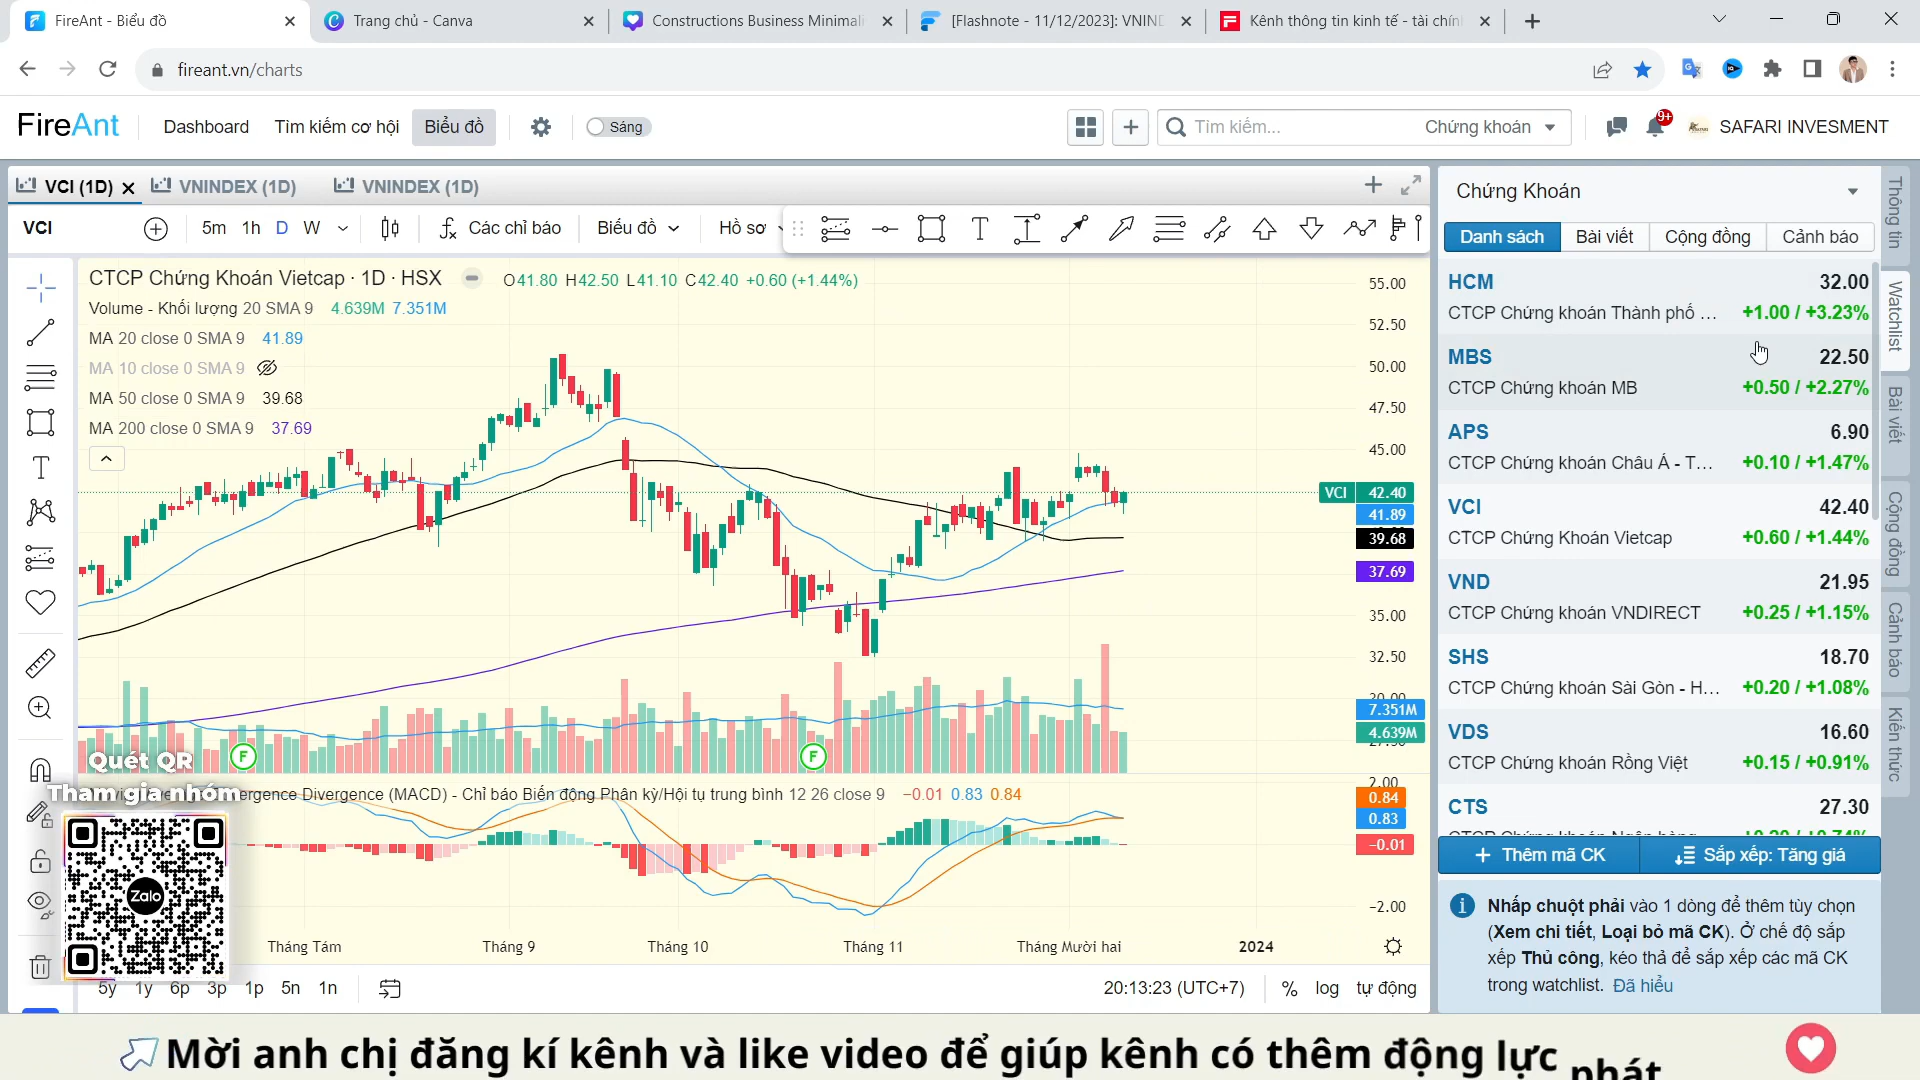 FireAnt - Biểu đồ
Trang chủ - Canva
Constructions Business Minimali
[Flashnote - 11/12/2023]: VNIND
Kênh thông tin kinh tế - tài chín
fireant.vn/charts
FireAnt
Dashboard
Tìm kiếm cơ hội
Biểu đồ
Sáng
Tìm kiếm...
Chứng khoán
9+
SAFARI INVESMENT
VCI (1D)
VNINDEX (1D)
VNINDEX (1D)
VCI
5m 1h D W
Các chỉ báo
Biểu đồ
Hồ sơ
CTCP Chứng Khoán Vietcap · 1D · HSX
O41.80 H42.50 L41.10 C42.40 +0.60 (+1.44%)
Volume - Khối lượng 20 SMA 9 4.639M 7.351M
MA 20 close 0 SMA 9 41.89
MA 10 close 0 SMA 9
MA 50 close 0 SMA 9 39.68
MA 200 close 0 SMA 9 37.69
55.00
52.50
50.00
47.50
45.00
VCI 42.40
41.89
39.68
37.69
35.00
32.50
30.00
7.351M
4.639M
27.50
F
F
Quét QR
Tham gia nhóm
Zalo
ergence Divergence (MACD) - Chỉ báo Biến động Phân kỳ/Hội tụ trung bình 12 26 close 9 −0.01 0.83 0.84
2.00
0.84
0.83
−0.01
−2.00
Tháng Tám
Tháng 9
Tháng 10
Tháng 11
Tháng Mười hai
2024
5y 1y 6p 3p 1p 5n 1n
20:13:23 (UTC+7)
% log tự động
Chứng Khoán
Danh sách
Bài viết
Cộng đồng
Cảnh báo
HCM 32.00
CTCP Chứng khoán Thành phố ... +1.00 / +3.23%
MBS 22.50
CTCP Chứng khoán MB +0.50 / +2.27%
APS 6.90
CTCP Chứng khoán Châu Á - T... +0.10 / +1.47%
VCI 42.40
CTCP Chứng Khoán Vietcap +0.60 / +1.44%
VND 21.95
CTCP Chứng khoán VNDIRECT +0.25 / +1.15%
SHS 18.70
CTCP Chứng khoán Sài Gòn - H... +0.20 / +1.08%
VDS 16.60
CTCP Chứng khoán Rồng Việt +0.15 / +0.91%
CTS 27.30
CTCP Chứng khoán Ngân hàng +0.20 / +0.74%
Thêm mã CK
Sắp xếp: Tăng giá
Nhấp chuột phải vào 1 dòng để thêm tùy chọn
(Xem chi tiết, Loại bỏ mã CK). Ở chế độ sắp
xếp Thủ công, kéo thả để sắp xếp các mã CK
trong watchlist. Đã hiểu
Thông tin
Watchlist
Bài viết
Cộng đồng
Cảnh báo
Kiến thức
Mời anh chị đăng kí kênh và like video để giúp kênh có thêm động lực phát